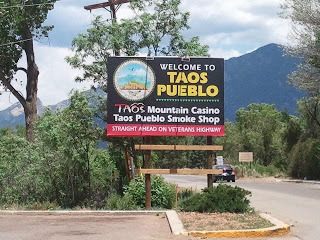 WELCOME TO
TAOS
PUEBLO
TAOS Mountain Casino
Taos Pueblo Smoke Shop
STRAIGHT AHEAD ON VETERANS HIGHWAY